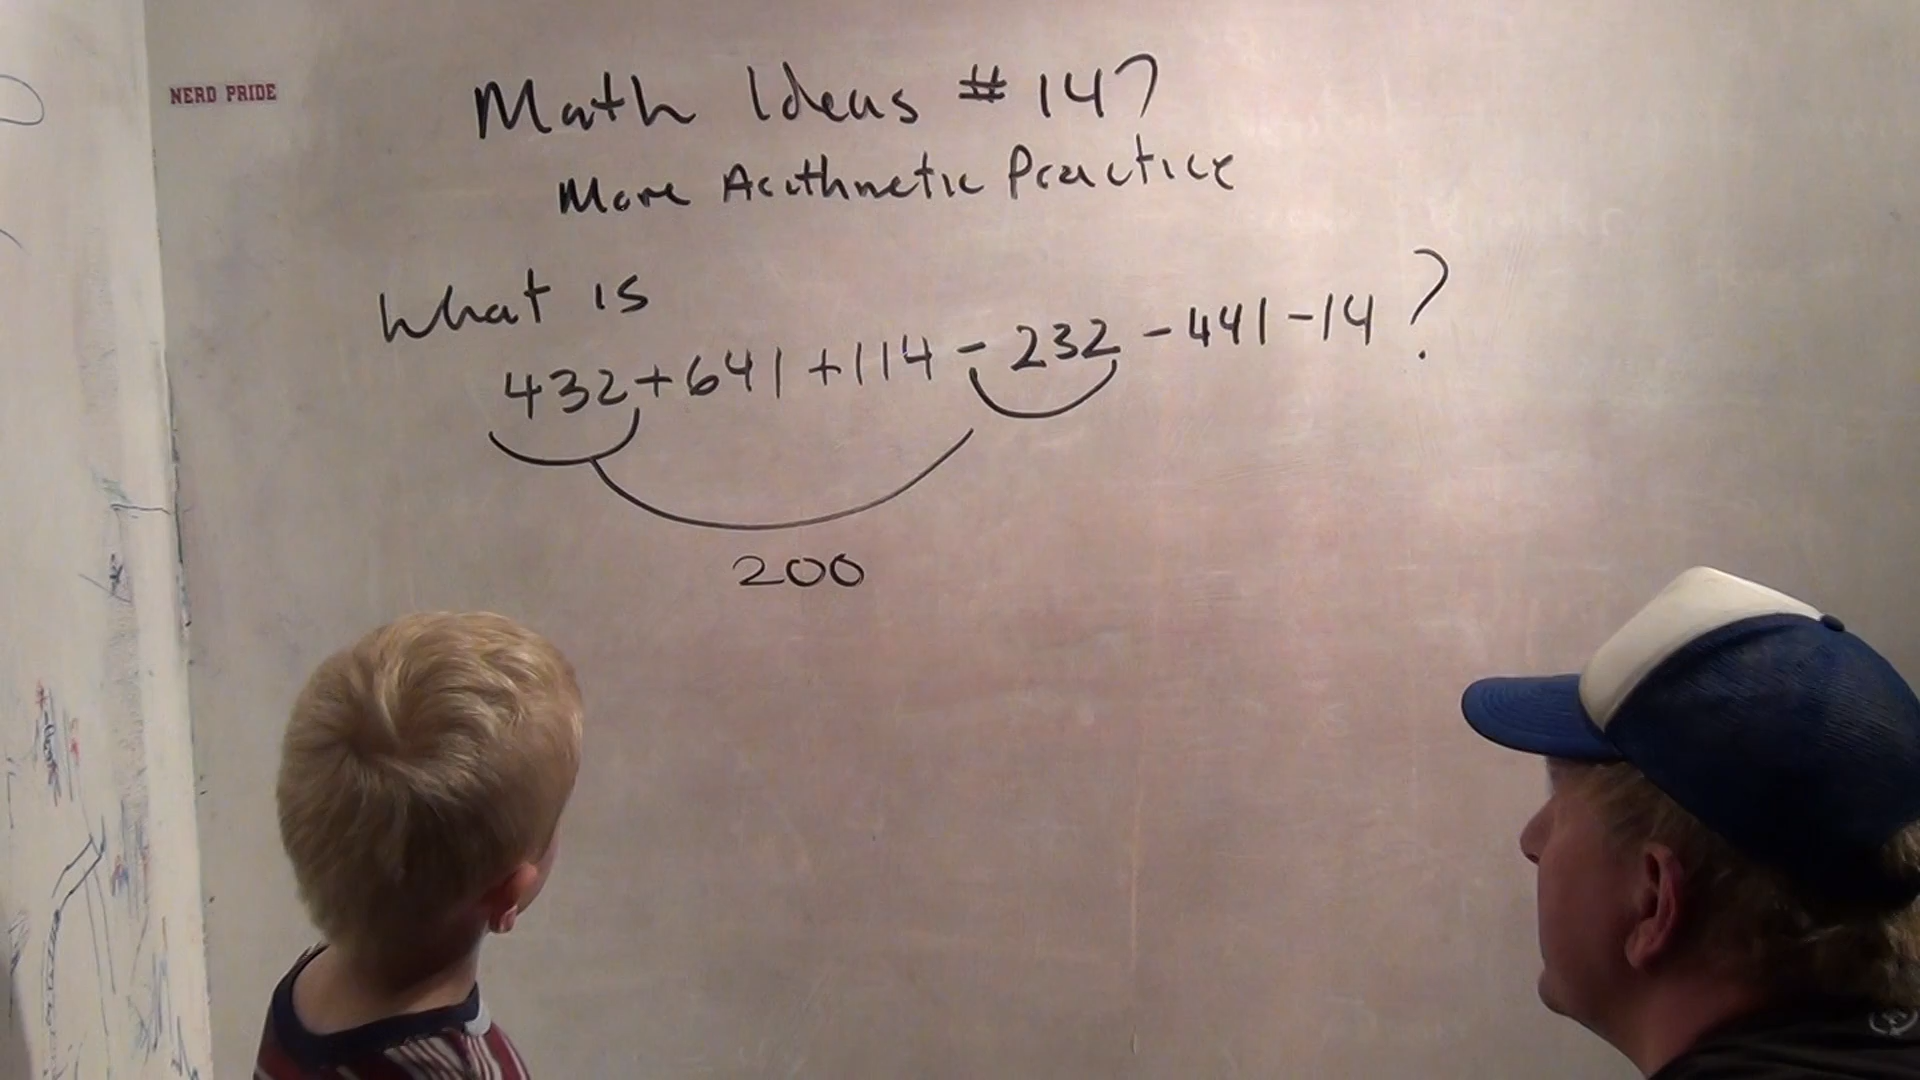 NERD PRIDE
Math Ideas #147
More Arithmetic Practice
What is
432+641+114-232-441-14?
200